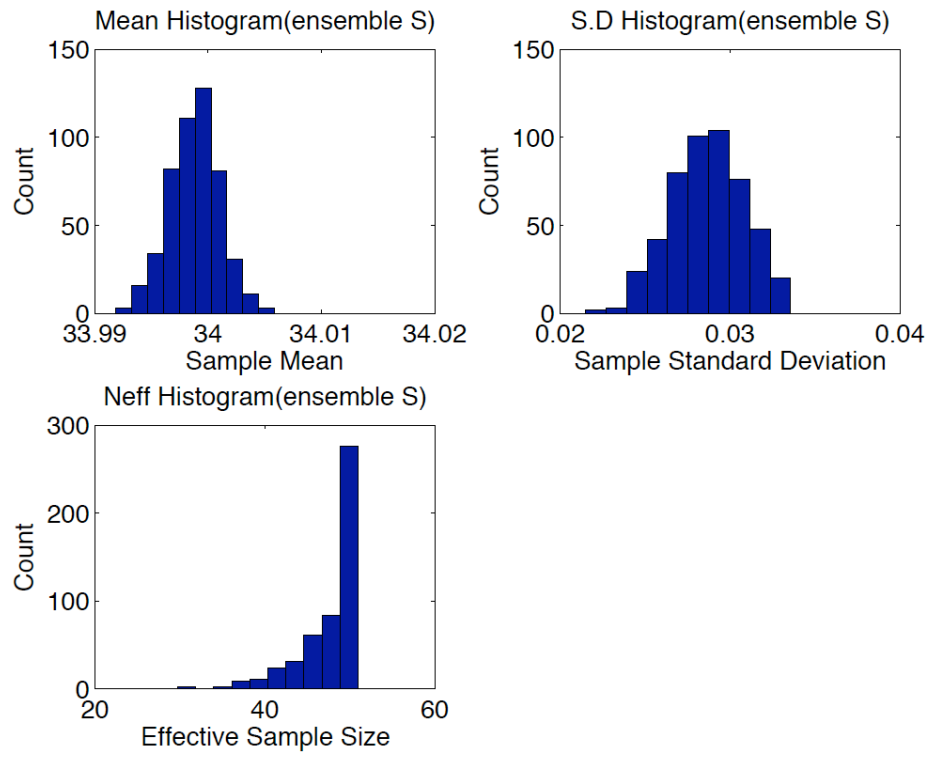 Mean Histogram(ensemble S)
150
100
50
0
Count
33.99 34 34.01 34.02
Sample Mean
S.D Histogram(ensemble S)
150
100
50
0
Count
0.02 0.03 0.04
Sample Standard Deviation
Neff Histogram(ensemble S)
300
200
100
0
Count
20 40 60
Effective Sample Size